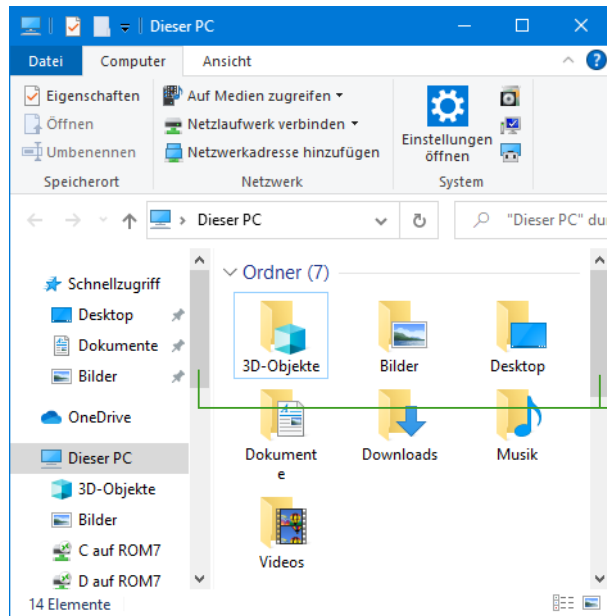 Dieser PC
Datei Computer Ansicht
Eigenschaften Auf Medien zugreifen
Öffnen Netzlaufwerk verbinden
Umbenennen Netzwerkadresse hinzufügen
Einstellungen
öffnen
Speicherort Netzwerk System
Dieser PC "Dieser PC" du
Schnellzugriff
Desktop
Dokumente
Bilder
OneDrive
Dieser PC
3D-Objekte
Bilder
C auf ROM7
D auf ROM7
Ordner (7)
3D-Objekte Bilder Desktop
Dokument
e
Downloads Musik
Videos
14 Elemente